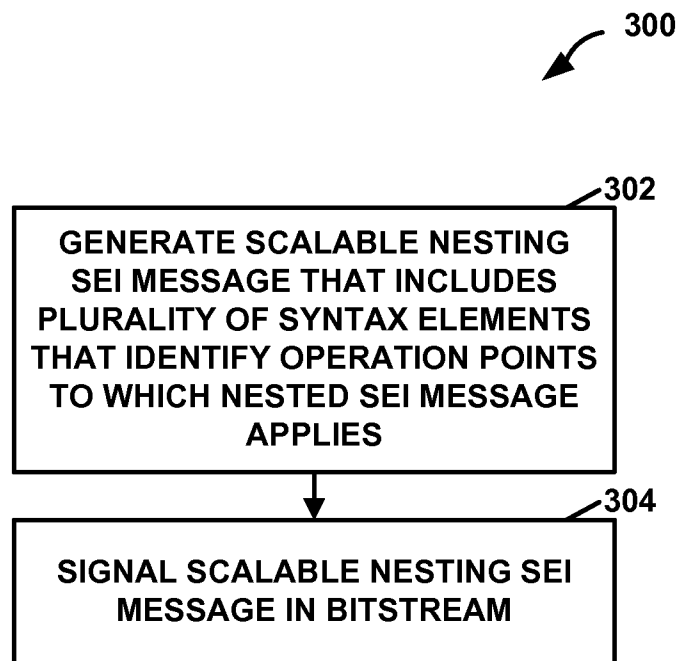 300
302
GENERATE SCALABLE NESTING
SEI MESSAGE THAT INCLUDES
PLURALITY OF SYNTAX ELEMENTS
THAT IDENTIFY OPERATION POINTS
TO WHICH NESTED SEI MESSAGE
APPLIES
304
SIGNAL SCALABLE NESTING SEI
MESSAGE IN BITSTREAM